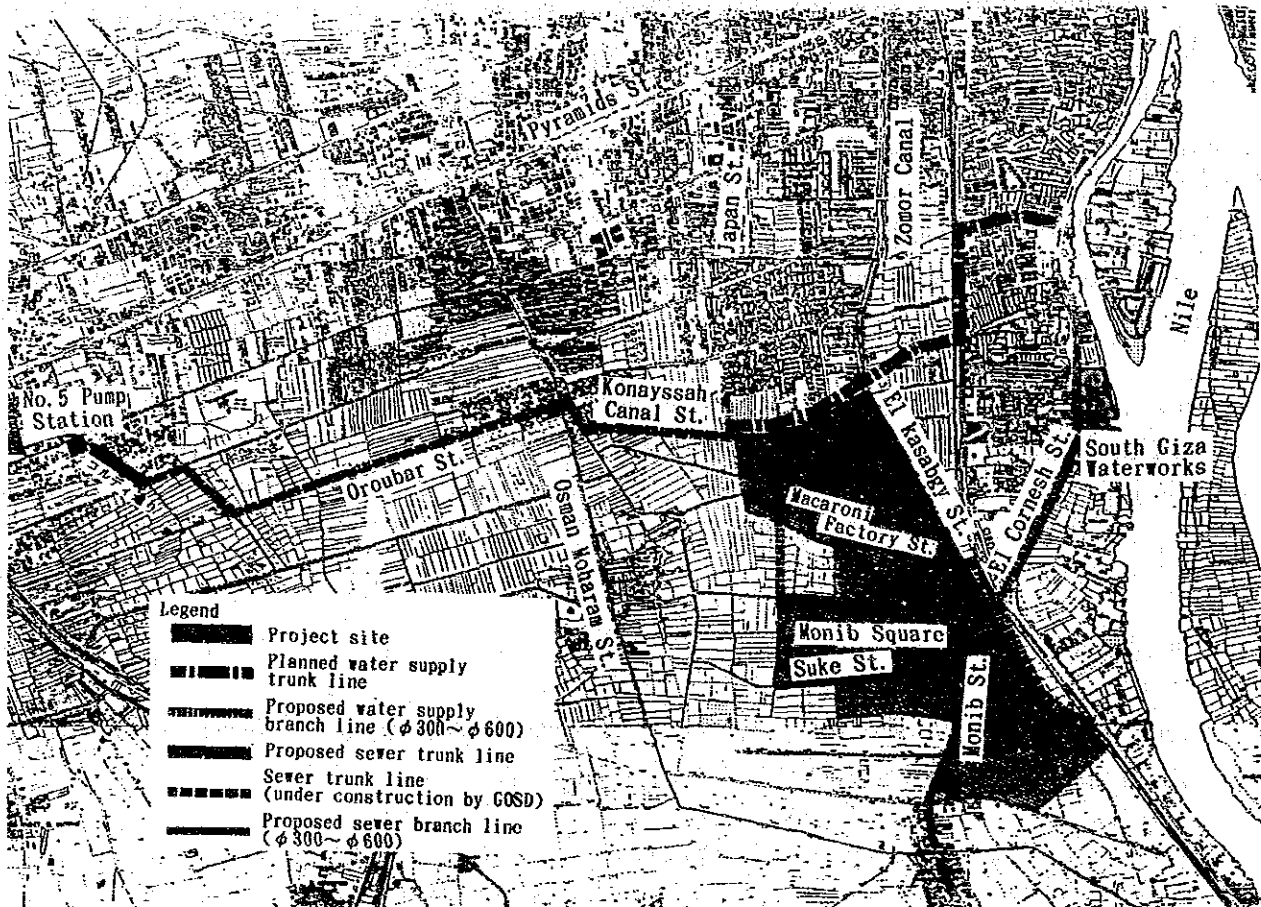 Pyramids St.
Japan St.
Zomor Canal
Nile
No.5 Pump
Station
Konayssah
Canal St.
El kasaby St.
El Cornesh St.
South Giza
Waterworks
Oroubar St.
Osman Moharam St.
Macaroni
Factory St.
Monib Square
Suke St.
Monib St.
Legend
Project site
Planned water supply
trunk line
Proposed water supply
branch line (φ300～φ600)
Proposed sewer trunk line
Sewer trunk line
(under construction by GOSD)
Proposed sewer branch line
(φ300～φ600)